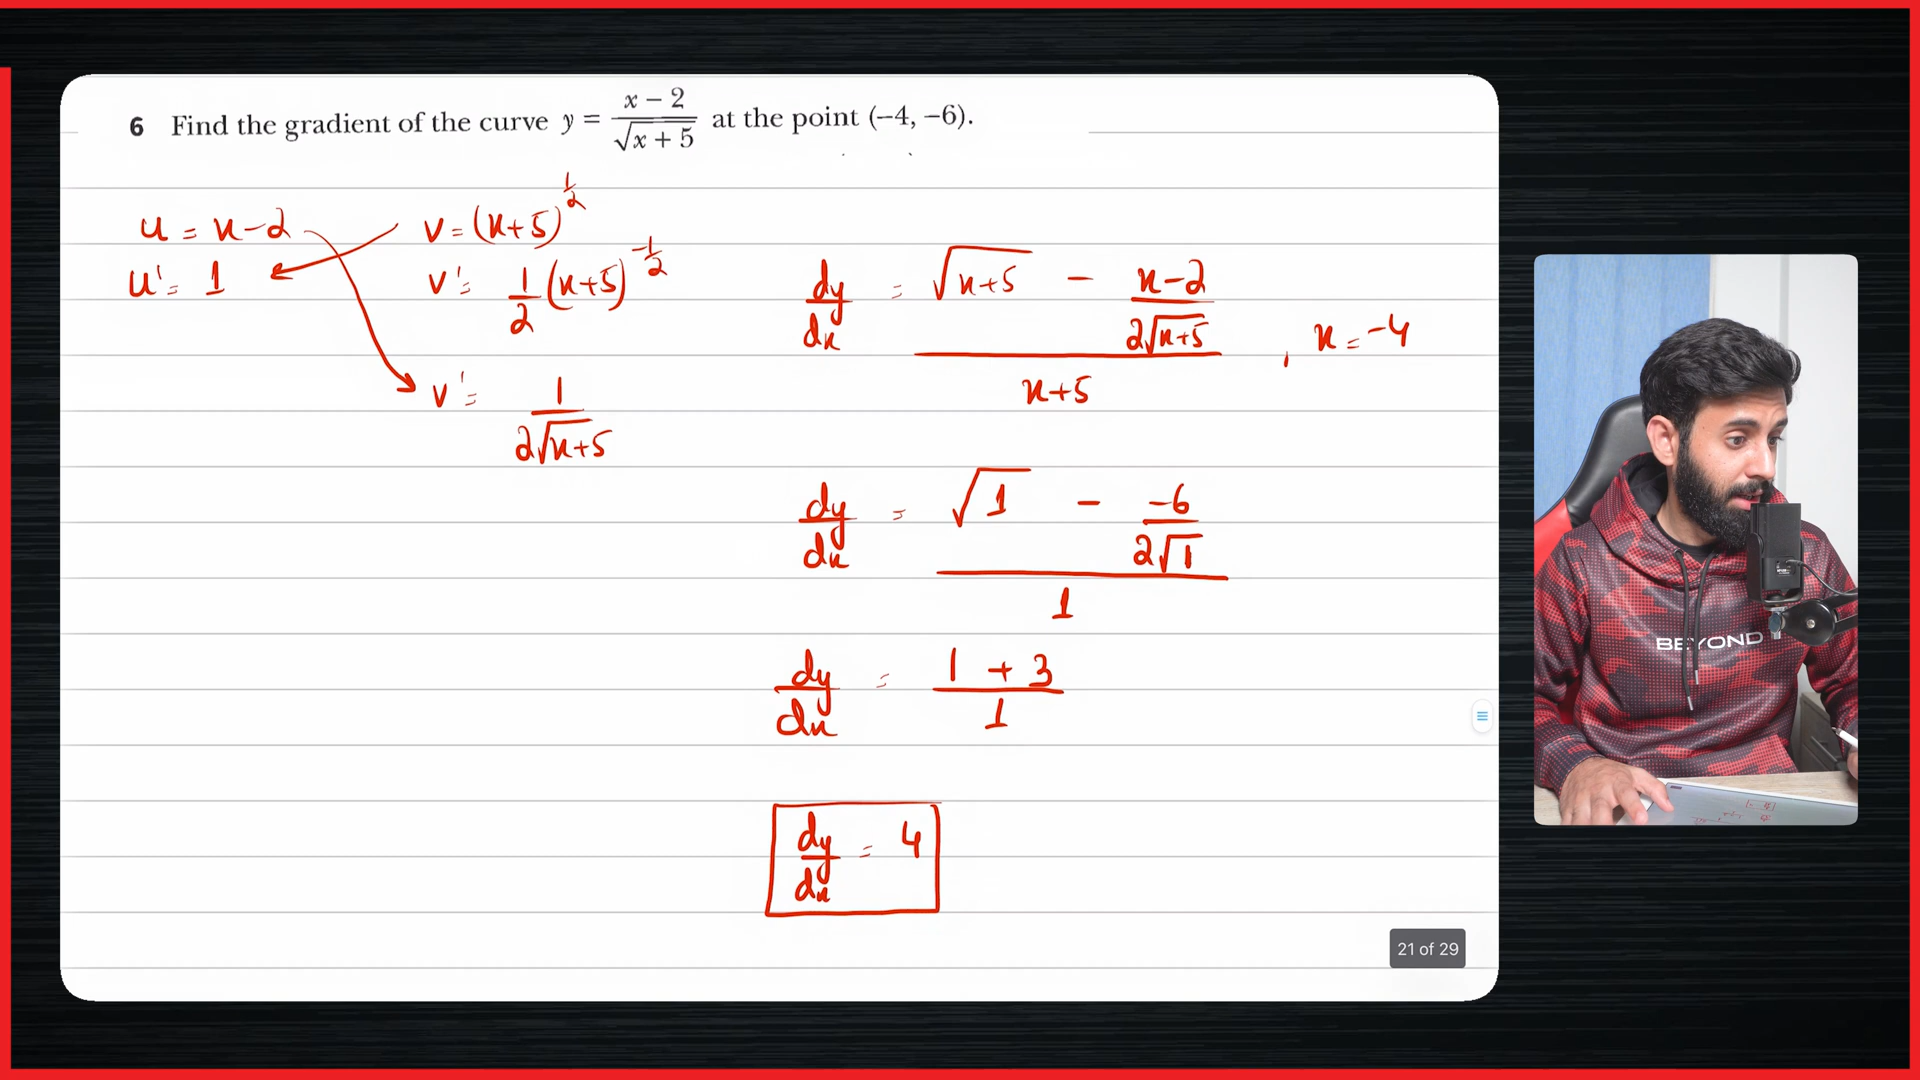 6 Find the gradient of the curve y = (x − 2)/√(x + 5) at the point (−4, −6).
u = x-2
v = (x+5)^(1/2)
u' = 1
v' = 1/2 (x+5)^(-1/2)
v' = 1/(2√(x+5))
dy/dx = (√(x+5) - (x-2)/(2√(x+5)))/(x+5) , x = -4
dy/dx = (√1 - (-6)/(2√1))/1
dy/dx = (1 + 3)/1
dy/dx = 4
21 of 29
BEYOND